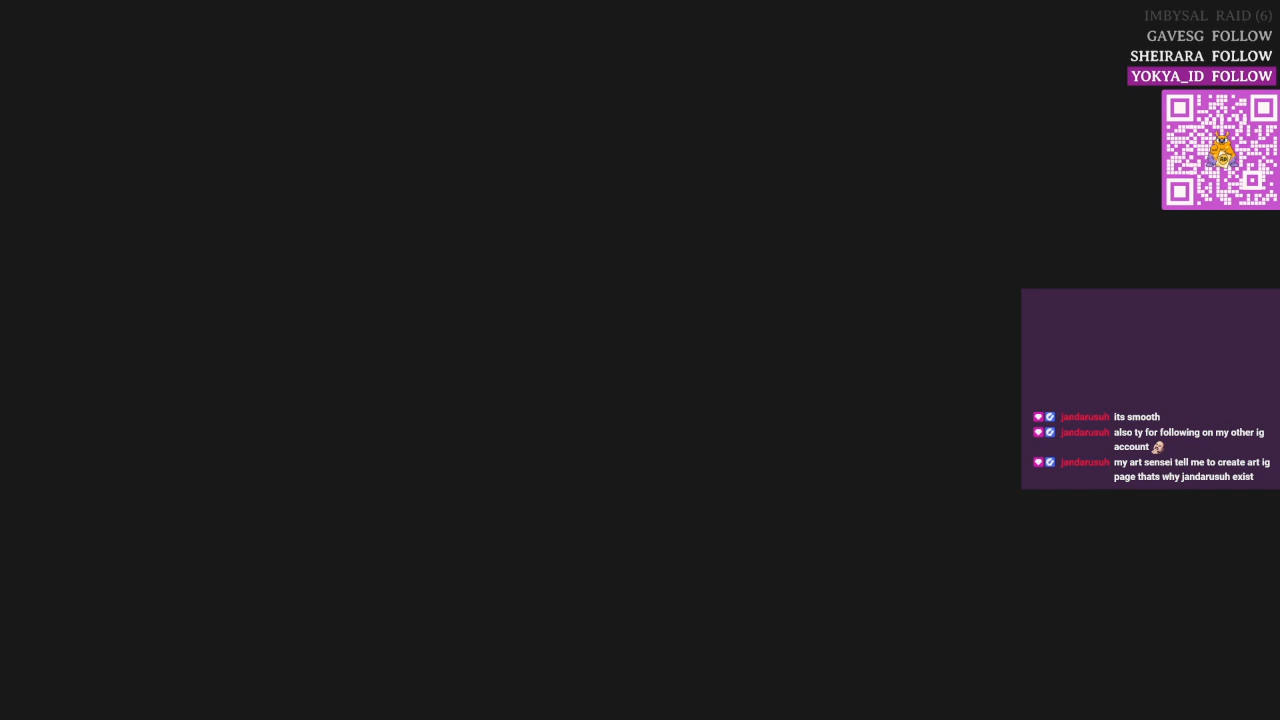 IMBYSAL RAID (6)
GAVESG FOLLOW
SHEIRARA FOLLOW
YOKYA_ID FOLLOW
jandarusuh its smooth
jandarusuh also ty for following on my other ig
account
jandarusuh my art sensei tell me to create art ig
page thats why jandarusuh exist